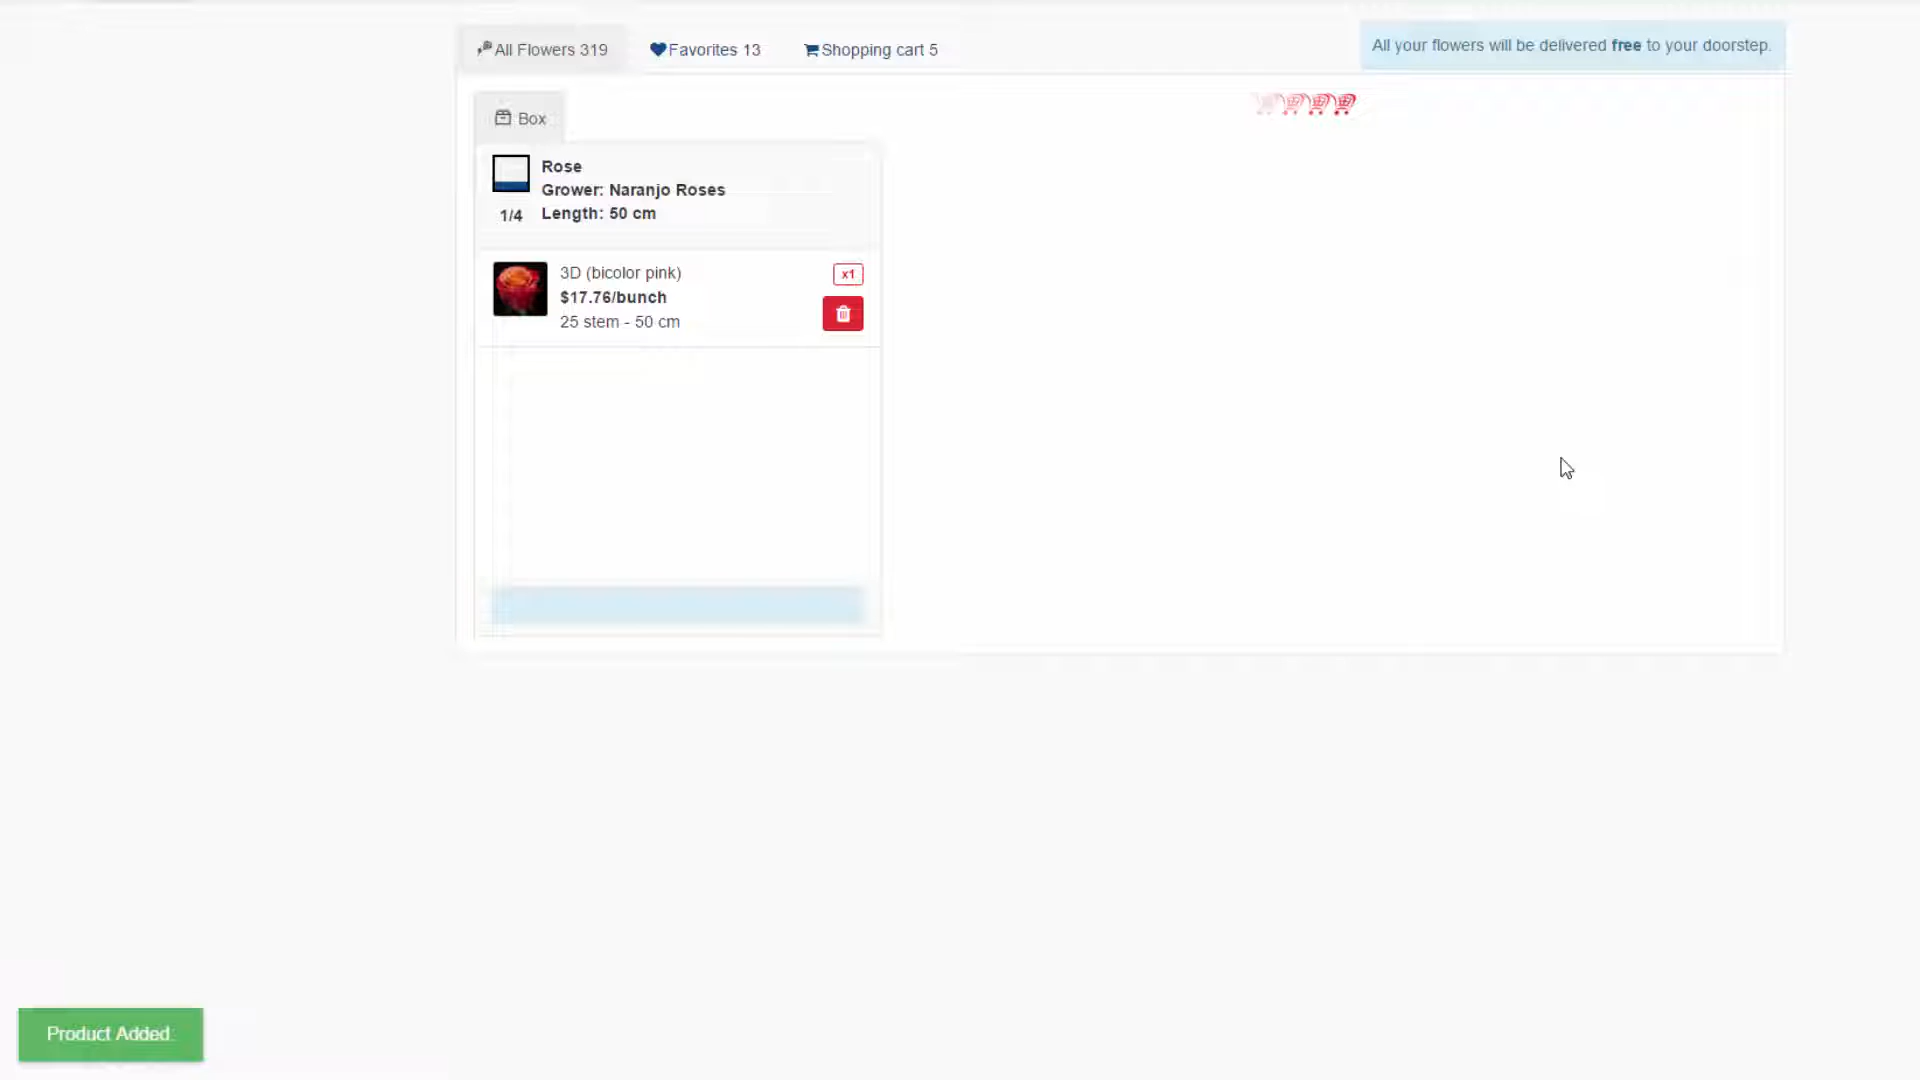 All Flowers 319
Favorites 13
Shopping cart 5
All your flowers will be delivered free to your doorstep.
Box
Rose
Grower: Naranjo Roses
1/4
Length: 50 cm
3D (bicolor pink)
x1
$17.76/bunch
25 stem - 50 cm
Product Added.